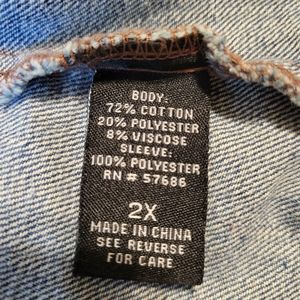 BODY:
72% COTTON
20% POLYESTER
8% VISCOSE
SLEEVE:
100% POLYESTER
RN # 57686
2X
MADE IN CHINA
SEE REVERSE
FOR CARE